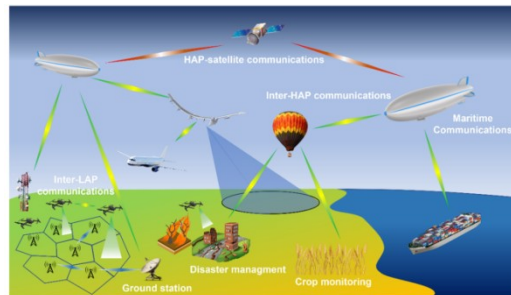 HAP-satellite communications
Inter-HAP communications
Maritime
Communications
Inter-LAP
communications
Disaster managment
Ground station
Crop monitoring